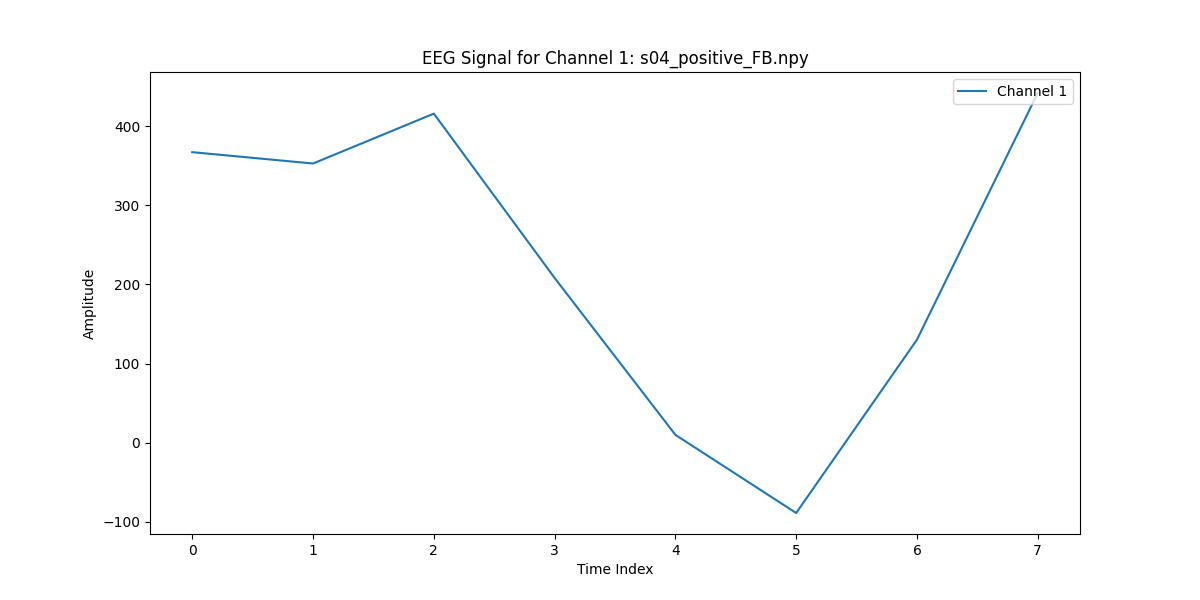 EEG Signal for Channel 1: s04_positive_FB.npy
Channel 1
400
300
200
100
0
−100
Amplitude
0 1 2 3 4 5 6 7
Time Index